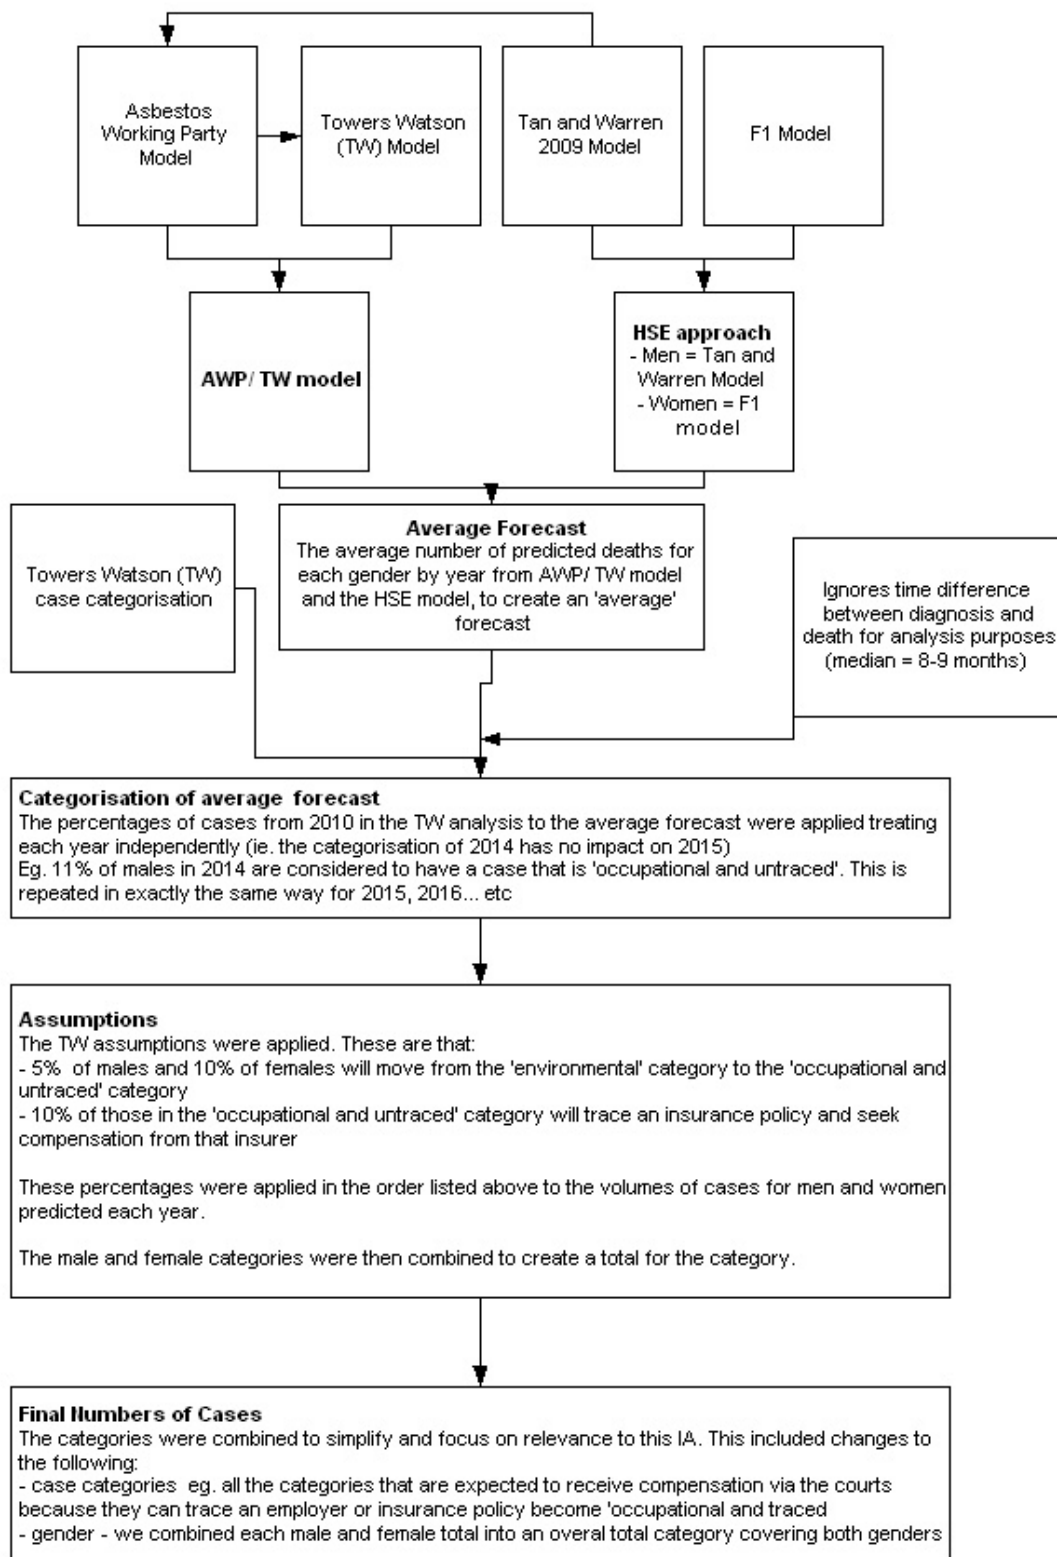 Asbestos
Working Party
Model
Towers Watson
(TW) Model
Tan and Warren
2009 Model
F1 Model
AWP/ TW model
HSE approach
- Men = Tan and
Warren Model
- Women = F1
model
Towers Watson (TW)
case categorisation
Average Forecast
The average number of predicted deaths for
each gender by year from AWP/ TW model
and the HSE model, to create an 'average'
forecast
Ignores time difference
between diagnosis and
death for analysis purposes
(median = 8-9 months)
Categorisation of average forecast
The percentages of cases from 2010 in the TW analysis to the average forecast were applied treating
each year independently (ie. the categorisation of 2014 has no impact on 2015)
Eg. 11% of males in 2014 are considered to have a case that is 'occupational and untraced'. This is
repeated in exactly the same way for 2015, 2016... etc
Assumptions
The TW assumptions were applied. These are that:
- 5% of males and 10% of females will move from the 'environmental' category to the 'occupational and
untraced' category
- 10% of those in the 'occupational and untraced' category will trace an insurance policy and seek
compensation from that insurer
These percentages were applied in the order listed above to the volumes of cases for men and women
predicted each year.
The male and female categories were then combined to create a total for the category.
Final Numbers of Cases
The categories were combined to simplify and focus on relevance to this IA. This included changes to
the following:
- case categories eg. all the categories that are expected to receive compensation via the courts
because they can trace an employer or insurance policy become 'occupational and traced
- gender - we combined each male and female total into an overal total category covering both genders